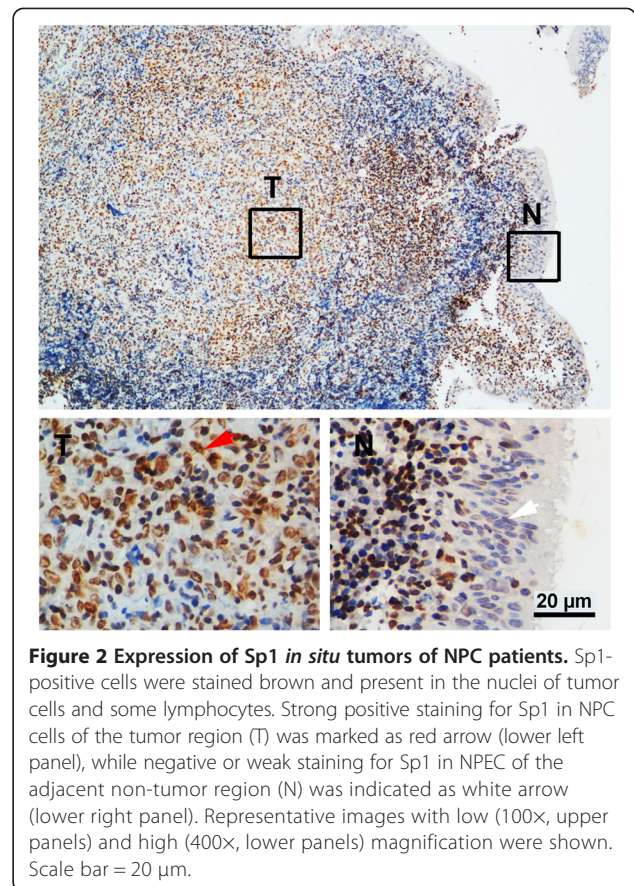 T
N
T
N
20 µm
Figure 2 Expression of Sp1 in situ tumors of NPC patients. Sp1-
positive cells were stained brown and present in the nuclei of tumor
cells and some lymphocytes. Strong positive staining for Sp1 in NPC
cells of the tumor region (T) was marked as red arrow (lower left
panel), while negative or weak staining for Sp1 in NPEC of the
adjacent non-tumor region (N) was indicated as white arrow
(lower right panel). Representative images with low (100×, upper
panels) and high (400×, lower panels) magnification were shown.
Scale bar = 20 µm.